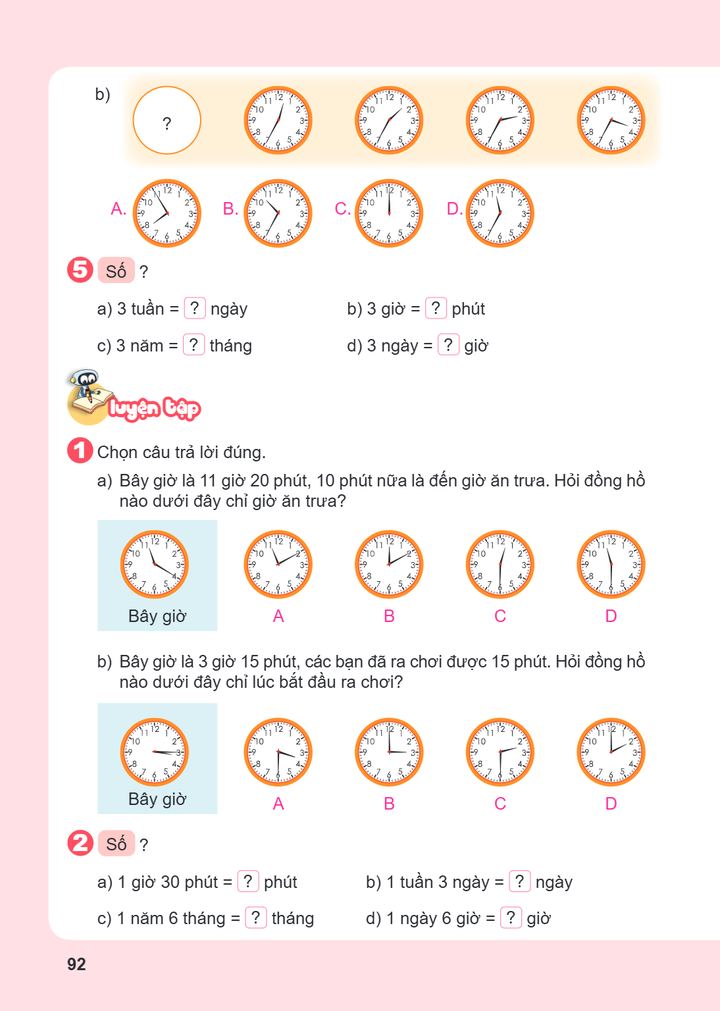 b)
?
A. B. C. D.
5 Số ?
a) 3 tuần = ? ngày b) 3 giờ = ? phút
c) 3 năm = ? tháng d) 3 ngày = ? giờ
Luyện tập
1 Chọn câu trả lời đúng.
a) Bây giờ là 11 giờ 20 phút, 10 phút nữa là đến giờ ăn trưa. Hỏi đồng hồ
nào dưới đây chỉ giờ ăn trưa?
Bây giờ A B C D
b) Bây giờ là 3 giờ 15 phút, các bạn đã ra chơi được 15 phút. Hỏi đồng hồ
nào dưới đây chỉ lúc bắt đầu ra chơi?
Bây giờ A B C D
2 Số ?
a) 1 giờ 30 phút = ? phút b) 1 tuần 3 ngày = ? ngày
c) 1 năm 6 tháng = ? tháng d) 1 ngày 6 giờ = ? giờ
92